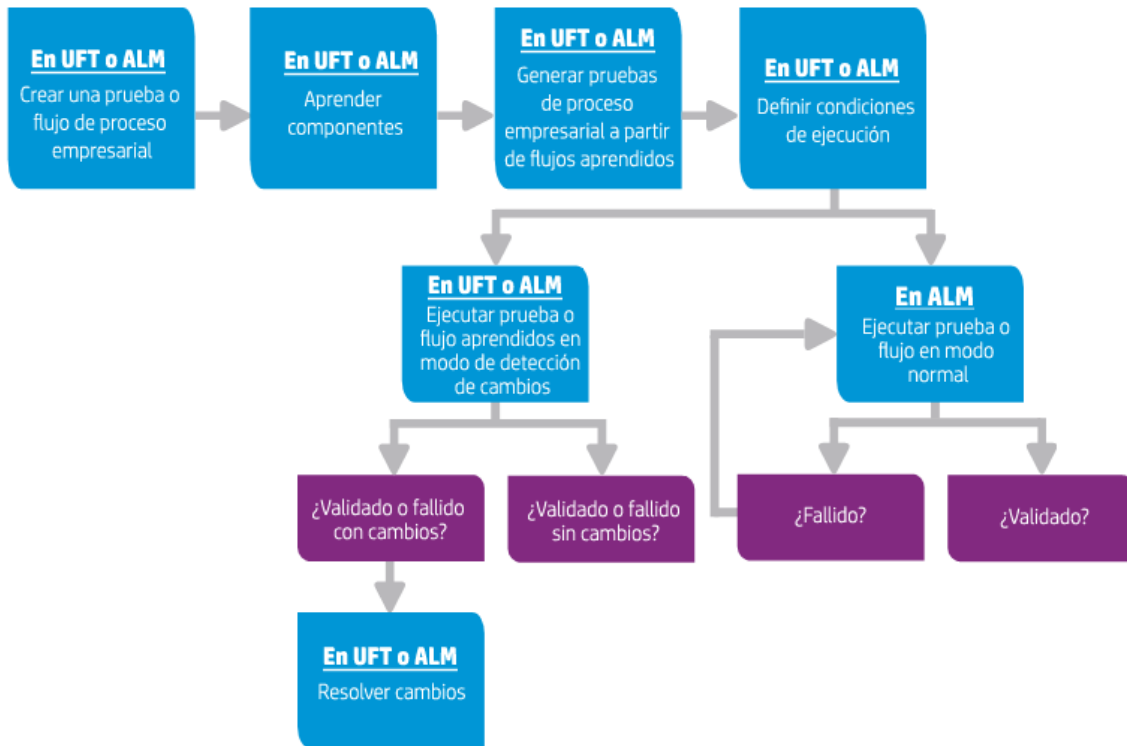 En UFT o ALM
Crear una prueba o
flujo de proceso
empresarial
En UFT o ALM
Aprender
componentes
En UFT o ALM
Generar pruebas
de proceso
empresarial a partir
de flujos aprendidos
En UFT o ALM
Definir condiciones
de ejecución
En UFT o ALM
Ejecutar prueba o
flujo aprendidos en
modo de detección
de cambios
En ALM
Ejecutar prueba o
flujo en modo
normal
¿Validado o fallido
con cambios?
¿Validado o fallido
sin cambios?
¿Fallido?
¿Validado?
En UFT o ALM
Resolver cambios